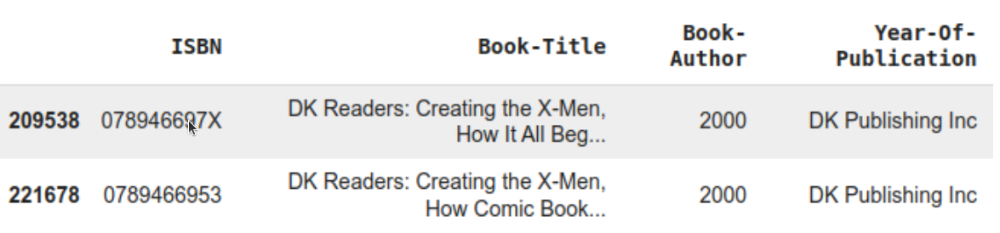 ISBN Book-Title Book-Author Year-Of-Publication
209538 078946697X DK Readers: Creating the X-Men, 2000 DK Publishing Inc
How It All Beg...
221678 0789466953 DK Readers: Creating the X-Men, 2000 DK Publishing Inc
How Comic Book...